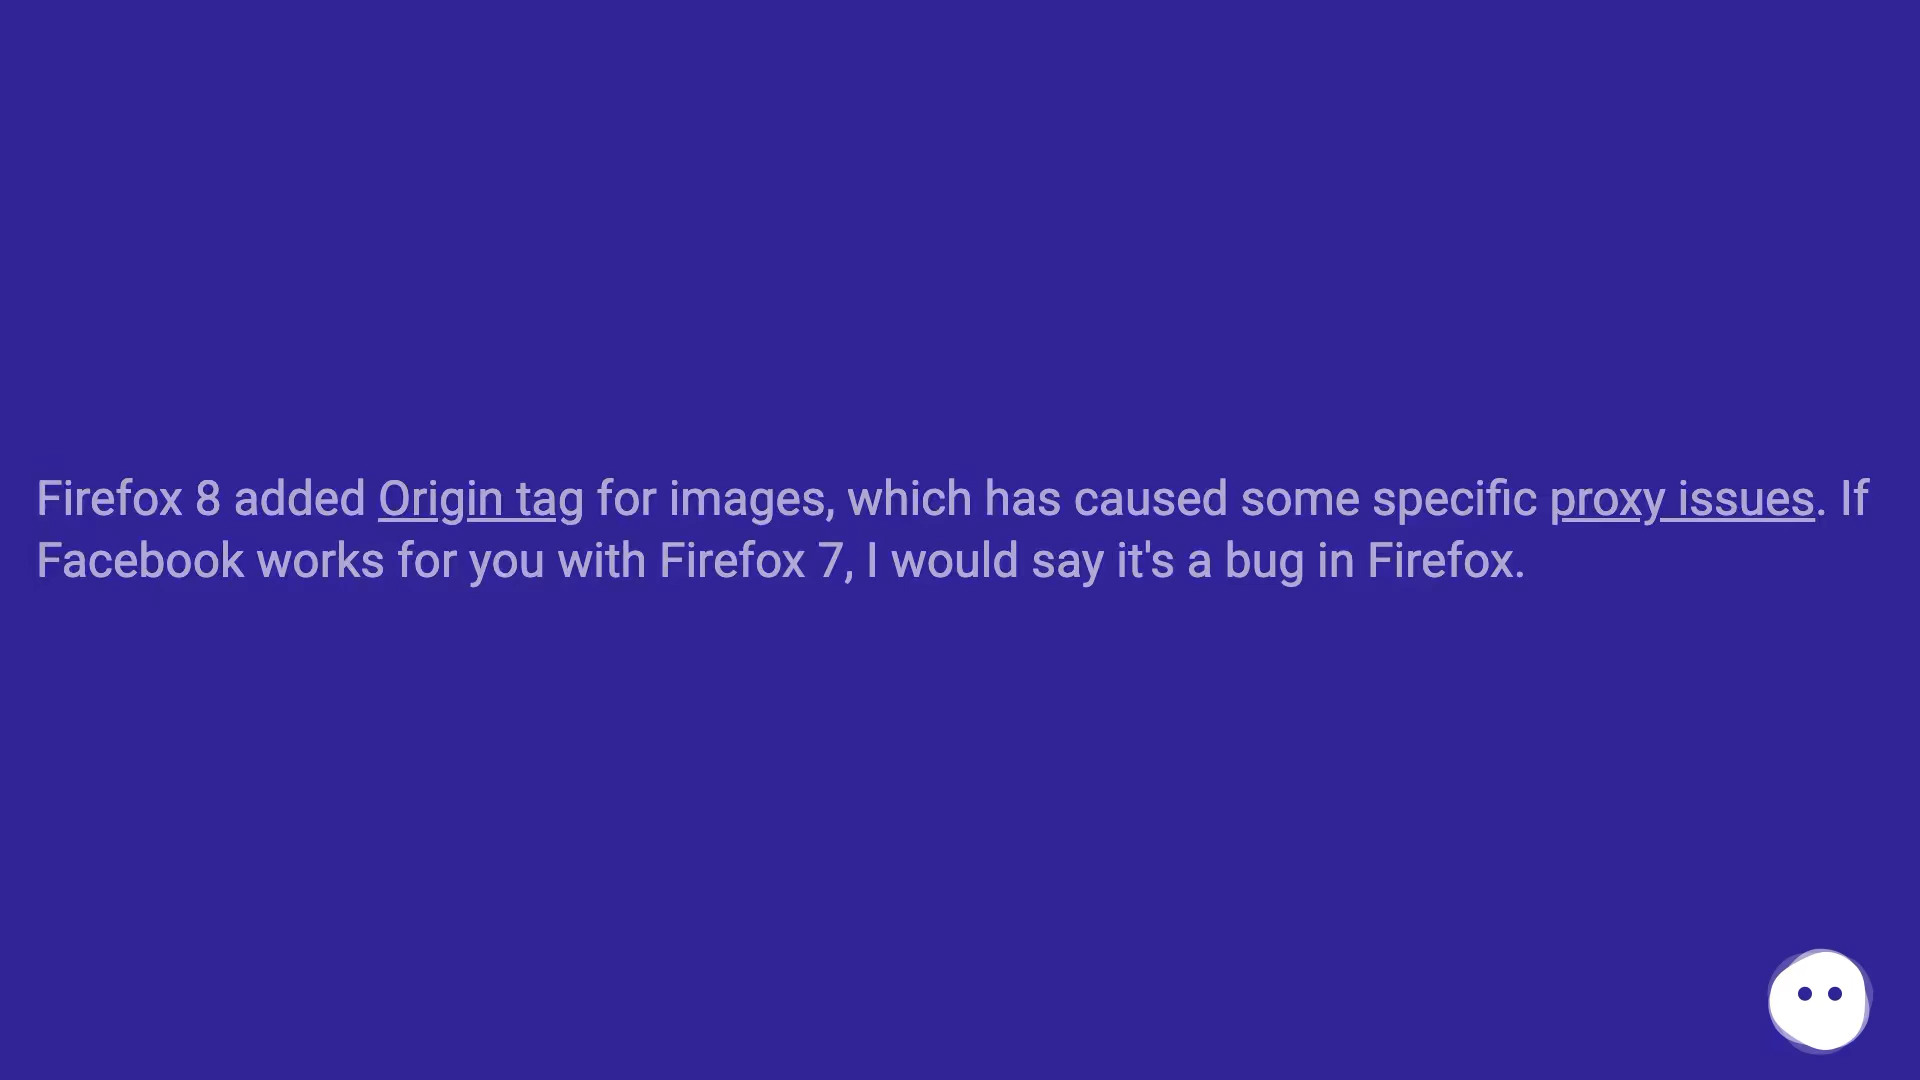 Firefox 8 added Origin tag for images, which has caused some specific proxy issues. If
Facebook works for you with Firefox 7, I would say it's a bug in Firefox.